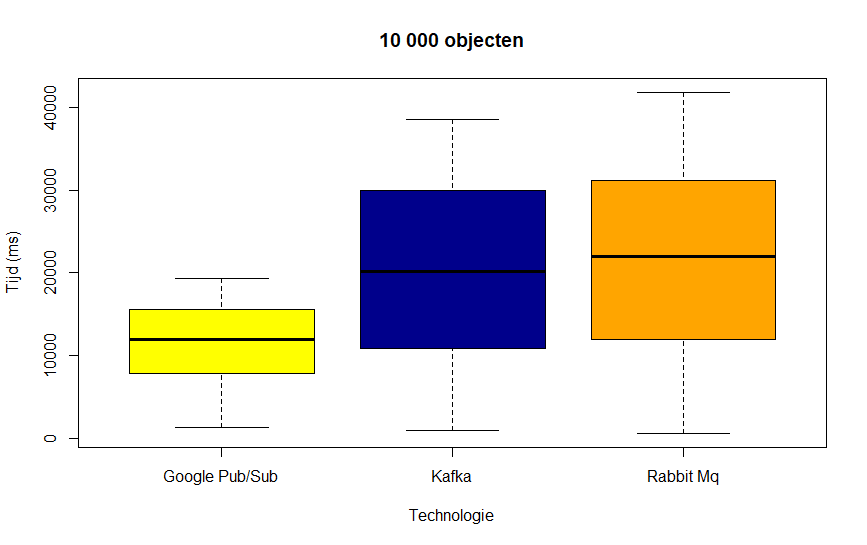 10 000 objecten
Tijd (ms)
40000
30000
20000
10000
0
Google Pub/Sub
Kafka
Rabbit Mq
Technologie